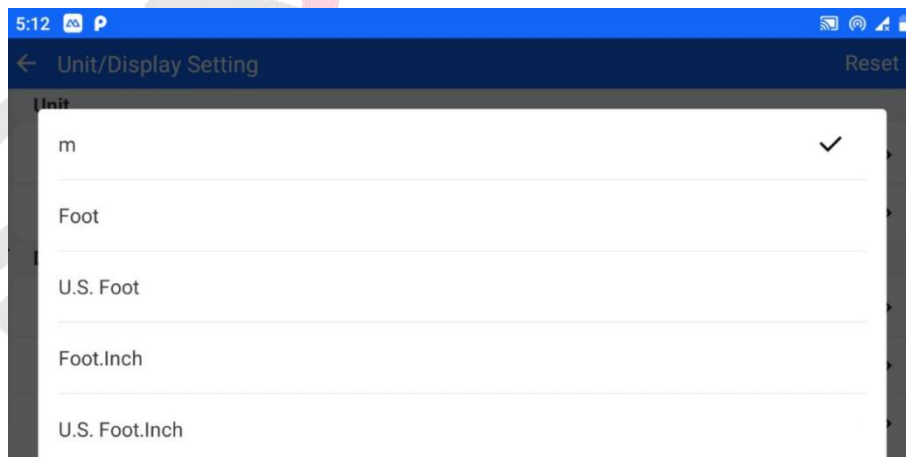 5:12
Unit/Display Setting
Reset
Unit
m
Foot
U.S. Foot
Foot.Inch
U.S. Foot.Inch